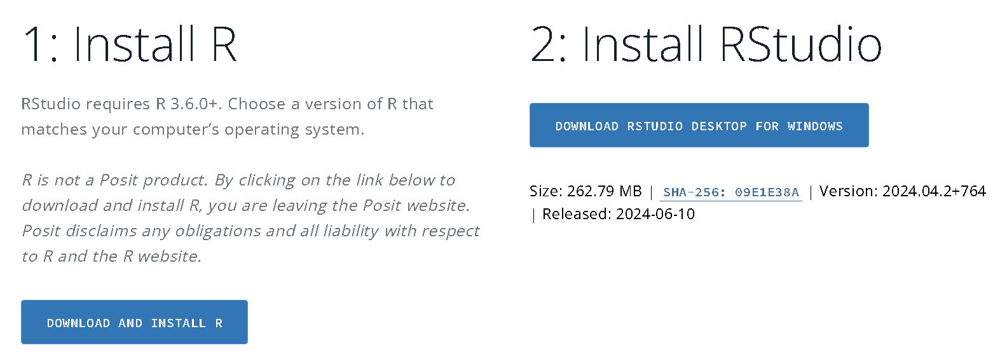 1: Install R
RStudio requires R 3.6.0+. Choose a version of R that
matches your computer’s operating system.
R is not a Posit product. By clicking on the link below to
download and install R, you are leaving the Posit website.
Posit disclaims any obligations and all liability with respect
to R and the R website.
DOWNLOAD AND INSTALL R
2: Install RStudio
DOWNLOAD RSTUDIO DESKTOP FOR WINDOWS
Size: 262.79 MB | SHA-256: 09E1E38A | Version: 2024.04.2+764
| Released: 2024-06-10